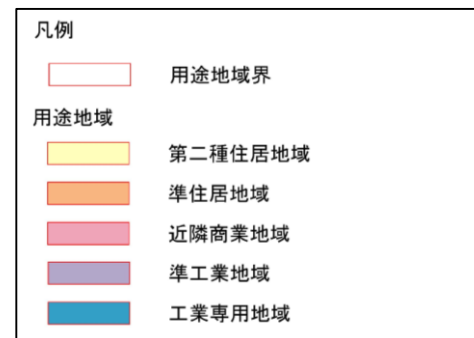 凡例
用途地域界
用途地域
第二種住居地域
準住居地域
近隣商業地域
準工業地域
工業専用地域